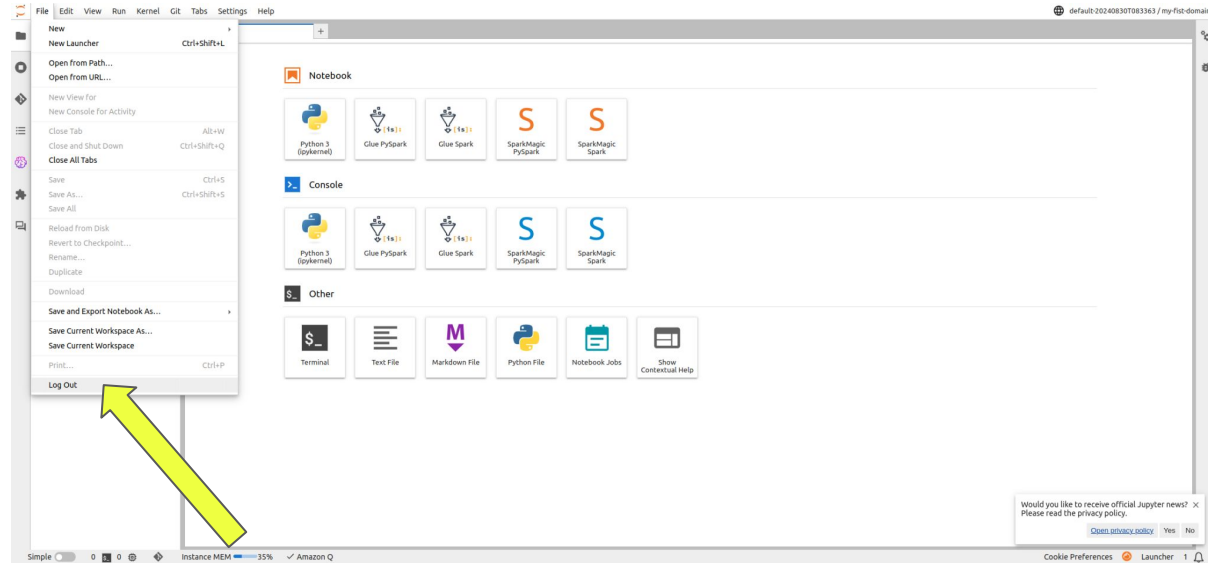 File Edit View Run Kernel Git Tabs Settings Help
default-20240830T083363 / my-fist-domain
New
New Launcher Ctrl+Shift+L
Open from Path...
Open from URL...
New View for
New Console for Activity
Close Tab Alt+W
Close and Shut Down Ctrl+Shift+Q
Close All Tabs
Save Ctrl+S
Save As... Ctrl+Shift+S
Save All
Reload from Disk
Revert to Checkpoint...
Rename...
Duplicate
Download
Save and Export Notebook As...
Save Current Workspace As...
Save Current Workspace
Print... Ctrl+P
Log Out
Notebook
Python 3
(ipykernel)
Glue PySpark
Glue Spark
SparkMagic
PySpark
SparkMagic
Spark
Console
Python 3
(ipykernel)
Glue PySpark
Glue Spark
SparkMagic
PySpark
SparkMagic
Spark
$_ Other
$_
Terminal
Text File
M
Markdown File
Python File
Notebook Jobs
Show
Contextual Help
Would you like to receive official Jupyter news?
Please read the privacy policy.
Open privacy policy Yes No
Simple 0 0 Instance MEM 35% Amazon Q
Cookie Preferences Launcher 1